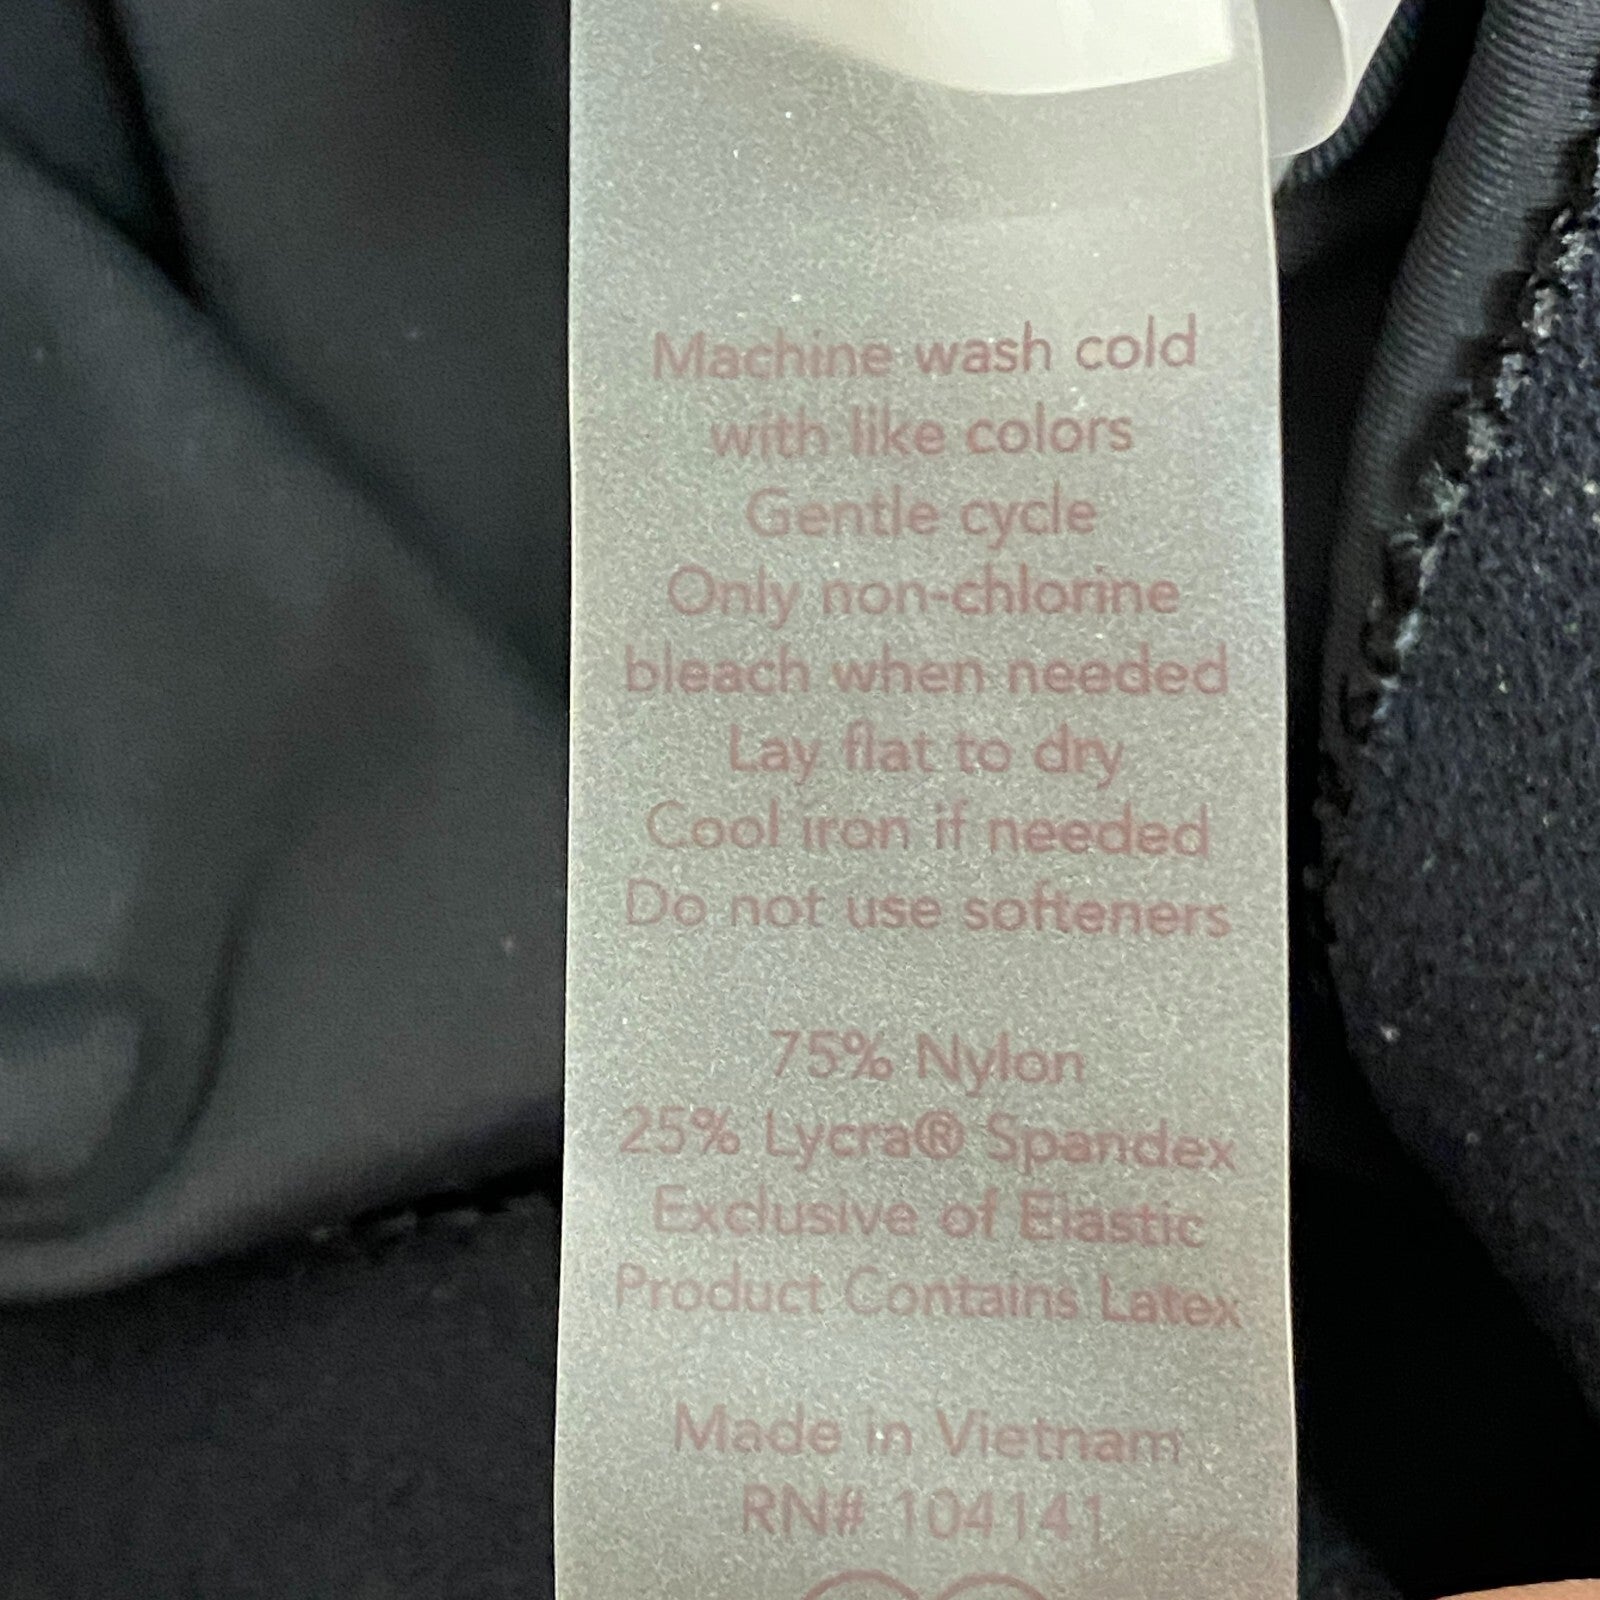 Machine wash cold
with like colors
Gentle cycle
Only non-chlorine
bleach when needed
Lay flat to dry
Cool iron if needed
Do not use softeners
75% Nylon
25% Lycra® Spandex
Exclusive of Elastic
Product Contains Latex
Made in Vietnam
RN# 104141